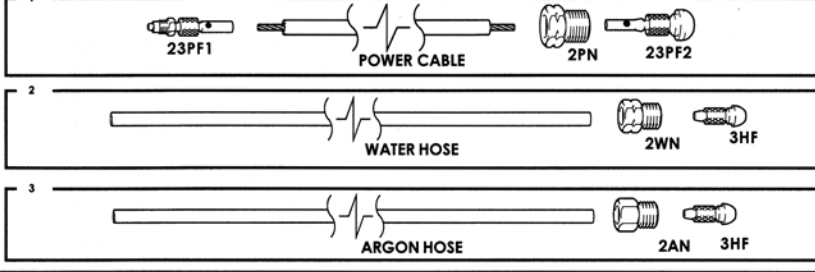 23PF1
POWER CABLE
2PN
23PF2
2
WATER HOSE
2WN
3HF
3
ARGON HOSE
2AN
3HF